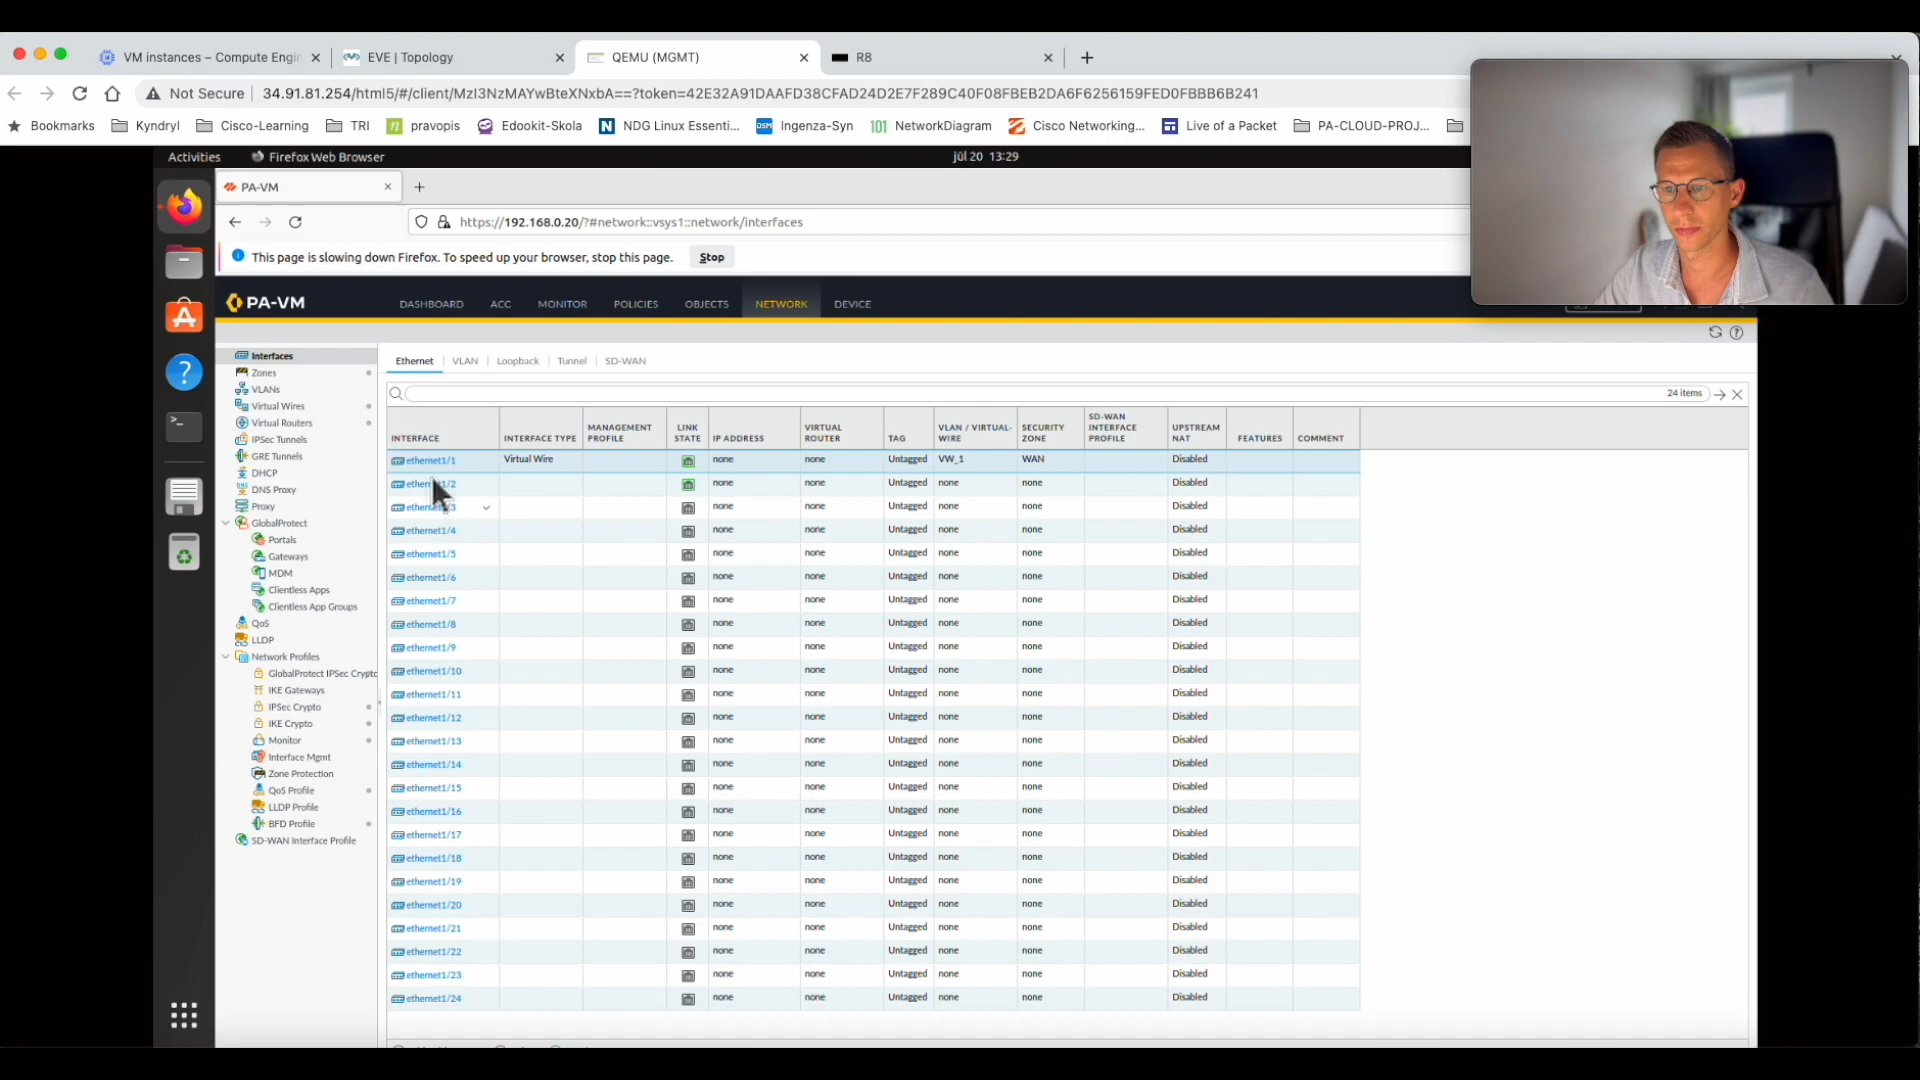 VM instances – Compute Engin
EVE | Topology
QEMU (MGMT)
R8
Not Secure
34.91.81.254/html5/#/client/MzI3NzMAYwBteXNxbA==?token=42E32A91DAAFD38CFAD24D2E7F289C40F08FBEB2DA6F6256159FED0FBBB6B241
Bookmarks Kyndryl Cisco-Learning TRI pravopis Edookit-Skola NDG Linux Essenti... Ingenza-Syn NetworkDiagram Cisco Networking... Live of a Packet PA-CLOUD-PROJ...
Activities Firefox Web Browser
júl 20 13:29
PA-VM
https://192.168.0.20/?#network::vsys1::network/interfaces
This page is slowing down Firefox. To speed up your browser, stop this page. Stop
PA-VM
DASHBOARD ACC MONITOR POLICIES OBJECTS NETWORK DEVICE
Interfaces
Zones
VLANs
Virtual Wires
Virtual Routers
IPSec Tunnels
GRE Tunnels
DHCP
DNS Proxy
Proxy
GlobalProtect
Portals
Gateways
MDM
Clientless Apps
Clientless App Groups
QoS
LLDP
Network Profiles
GlobalProtect IPSec Crypto
IKE Gateways
IPSec Crypto
IKE Crypto
Monitor
Interface Mgmt
Zone Protection
QoS Profile
LLDP Profile
BFD Profile
SD-WAN Interface Profile
Ethernet VLAN Loopback Tunnel SD-WAN
24 items
INTERFACE INTERFACE TYPE MANAGEMENT PROFILE LINK STATE IP ADDRESS VIRTUAL ROUTER TAG VLAN / VIRTUAL-WIRE SECURITY ZONE SD-WAN INTERFACE PROFILE UPSTREAM NAT FEATURES COMMENT
ethernet1/1 Virtual Wire none none Untagged VW_1 WAN Disabled
ethernet1/2 none none Untagged none none Disabled
ethernet1/3 none none Untagged none none Disabled
ethernet1/4 none none Untagged none none Disabled
ethernet1/5 none none Untagged none none Disabled
ethernet1/6 none none Untagged none none Disabled
ethernet1/7 none none Untagged none none Disabled
ethernet1/8 none none Untagged none none Disabled
ethernet1/9 none none Untagged none none Disabled
ethernet1/10 none none Untagged none none Disabled
ethernet1/11 none none Untagged none none Disabled
ethernet1/12 none none Untagged none none Disabled
ethernet1/13 none none Untagged none none Disabled
ethernet1/14 none none Untagged none none Disabled
ethernet1/15 none none Untagged none none Disabled
ethernet1/16 none none Untagged none none Disabled
ethernet1/17 none none Untagged none none Disabled
ethernet1/18 none none Untagged none none Disabled
ethernet1/19 none none Untagged none none Disabled
ethernet1/20 none none Untagged none none Disabled
ethernet1/21 none none Untagged none none Disabled
ethernet1/22 none none Untagged none none Disabled
ethernet1/23 none none Untagged none none Disabled
ethernet1/24 none none Untagged none none Disabled